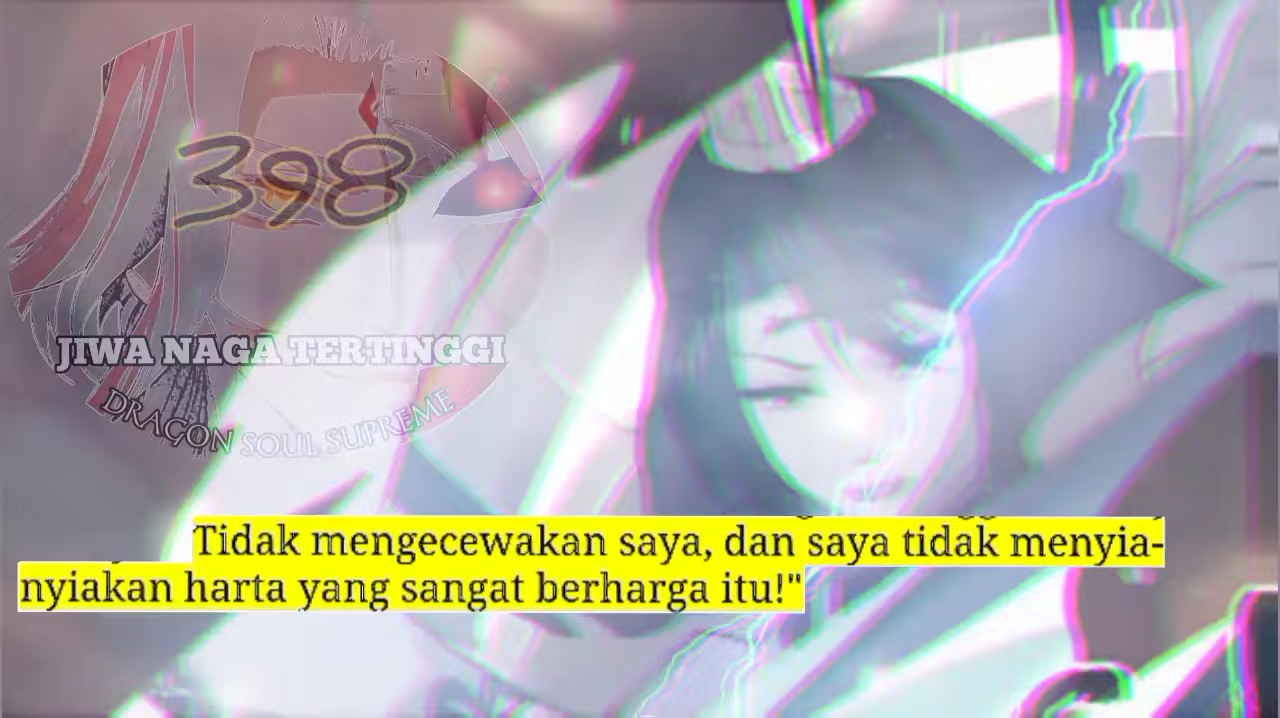 398
JIWA NAGA TERTINGGI
DRAGON SOUL SUPREME
Tidak mengecewakan saya, dan saya tidak menyia-
nyiakan harta yang sangat berharga itu!"